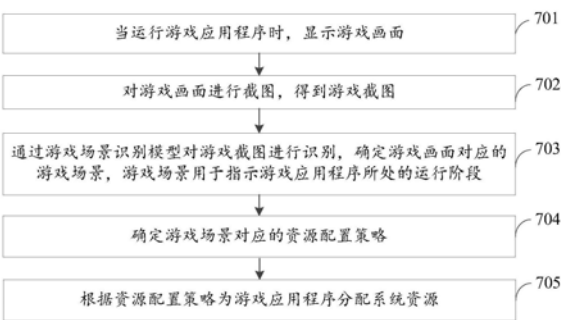 当运行游戏应用程序时，显示游戏画面
701
对游戏画面进行截图，得到游戏截图
702
通过游戏场景识别模型对游戏截图进行识别，确定游戏画面对应的
游戏场景，游戏场景用于指示游戏应用程序所处的运行阶段
703
确定游戏场景对应的资源配置策略
704
根据资源配置策略为游戏应用程序分配系统资源
705